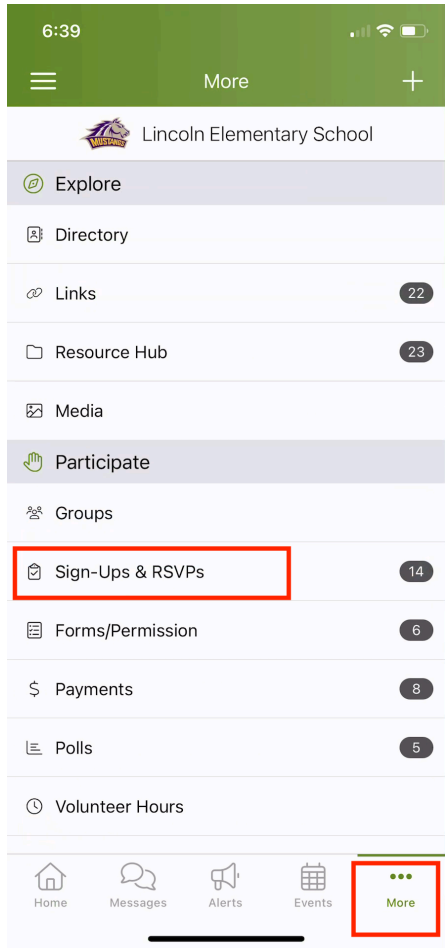 6:39
More
MUSTANGS
Lincoln Elementary School
Explore
Directory
Links 22
Resource Hub 23
Media
Participate
Groups
Sign-Ups & RSVPs 14
Forms/Permission 6
$ Payments 8
Polls 5
Volunteer Hours
Home Messages Alerts Events More